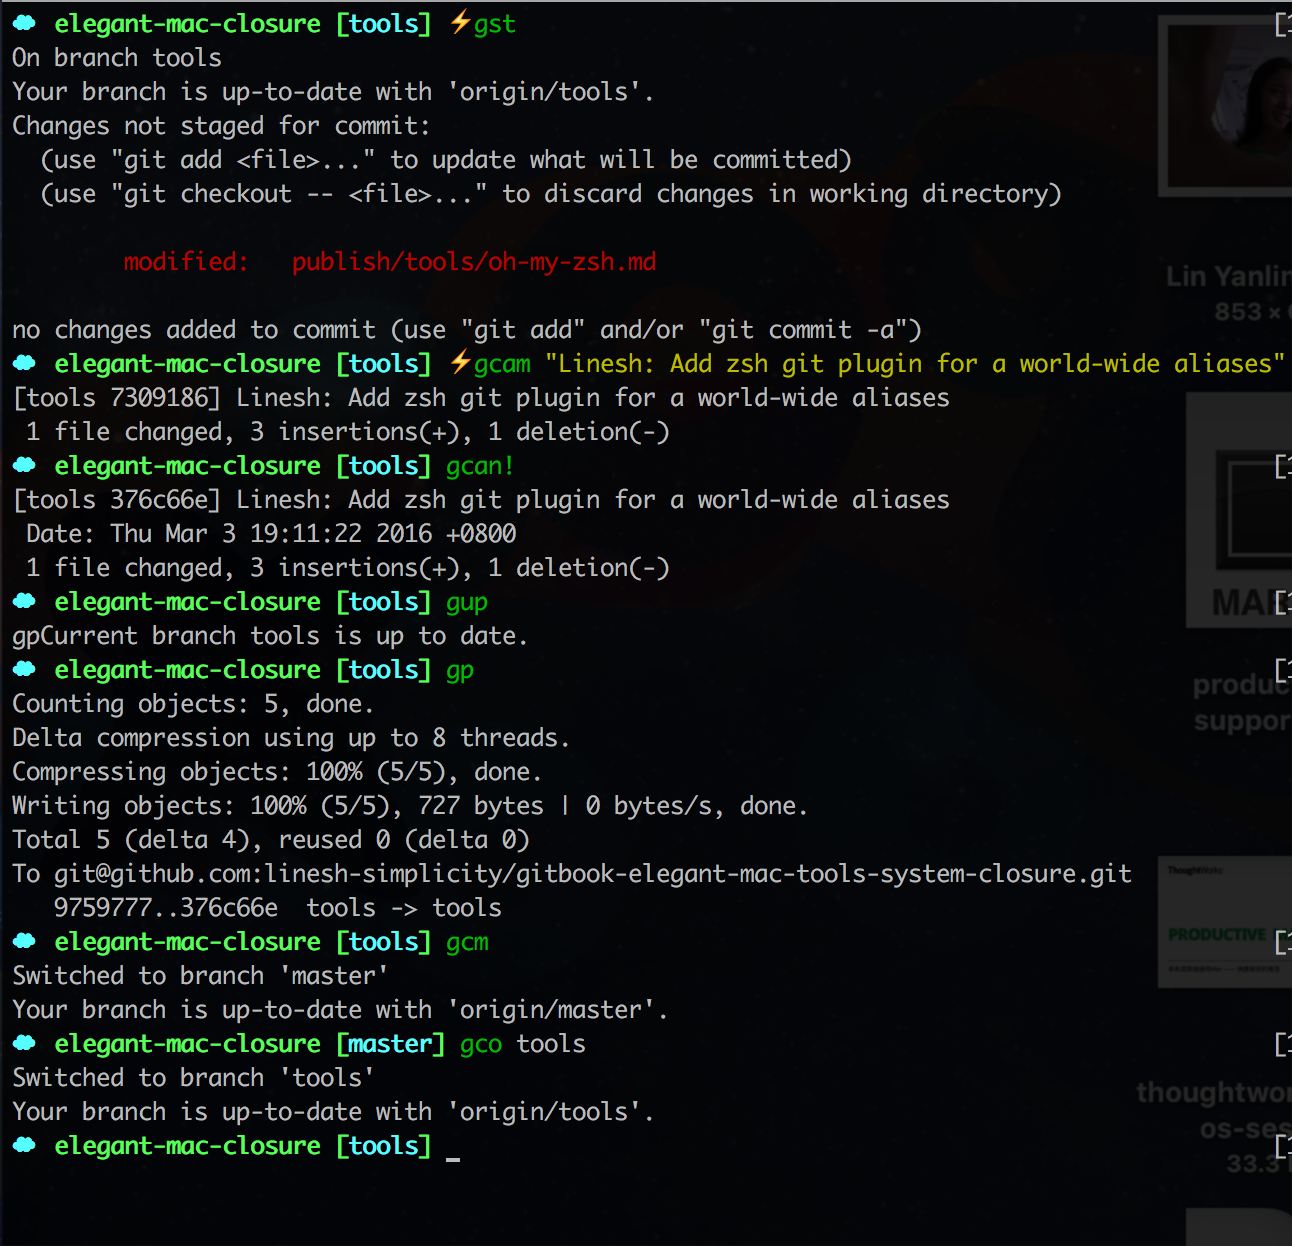 elegant-mac-closure [tools] ⚡gst
On branch tools
Your branch is up-to-date with 'origin/tools'.
Changes not staged for commit:
(use "git add <file>..." to update what will be committed)
(use "git checkout -- <file>..." to discard changes in working directory)
modified: publish/tools/oh-my-zsh.md
Lin
853 ×
no changes added to commit (use "git add" and/or "git commit -a")
elegant-mac-closure [tools] ⚡gcam "Linesh: Add zsh git plugin for a world-wide aliases"
[tools 7309186] Linesh: Add zsh git plugin for a world-wide aliases
1 file changed, 3 insertions(+), 1 deletion(-)
elegant-mac-closure [tools] gcan!
[tools 376c66e] Linesh: Add zsh git plugin for a world-wide aliases
Date: Thu Mar 3 19:11:22 2016 +0800
1 file changed, 3 insertions(+), 1 deletion(-)
elegant-mac-closure [tools] gup
gpCurrent branch tools is up to date.
elegant-mac-closure [tools] gp
Counting objects: 5, done.
Delta compression using up to 8 threads.
Compressing objects: 100% (5/5), done.
Writing objects: 100% (5/5), 727 bytes | 0 bytes/s, done.
Total 5 (delta 4), reused 0 (delta 0)
To git@github.com:linesh-simplicity/gitbook-elegant-mac-tools-system-closure.git
9759777..376c66e tools -> tools
ThoughtWorks
PRODUCTIVE
elegant-mac-closure [tools] gcm
Switched to branch 'master'
Your branch is up-to-date with 'origin/master'.
elegant-mac-closure [master] gco tools
Switched to branch 'tools'
Your branch is up-to-date with 'origin/tools'.
elegant-mac-closure [tools] _
33.3